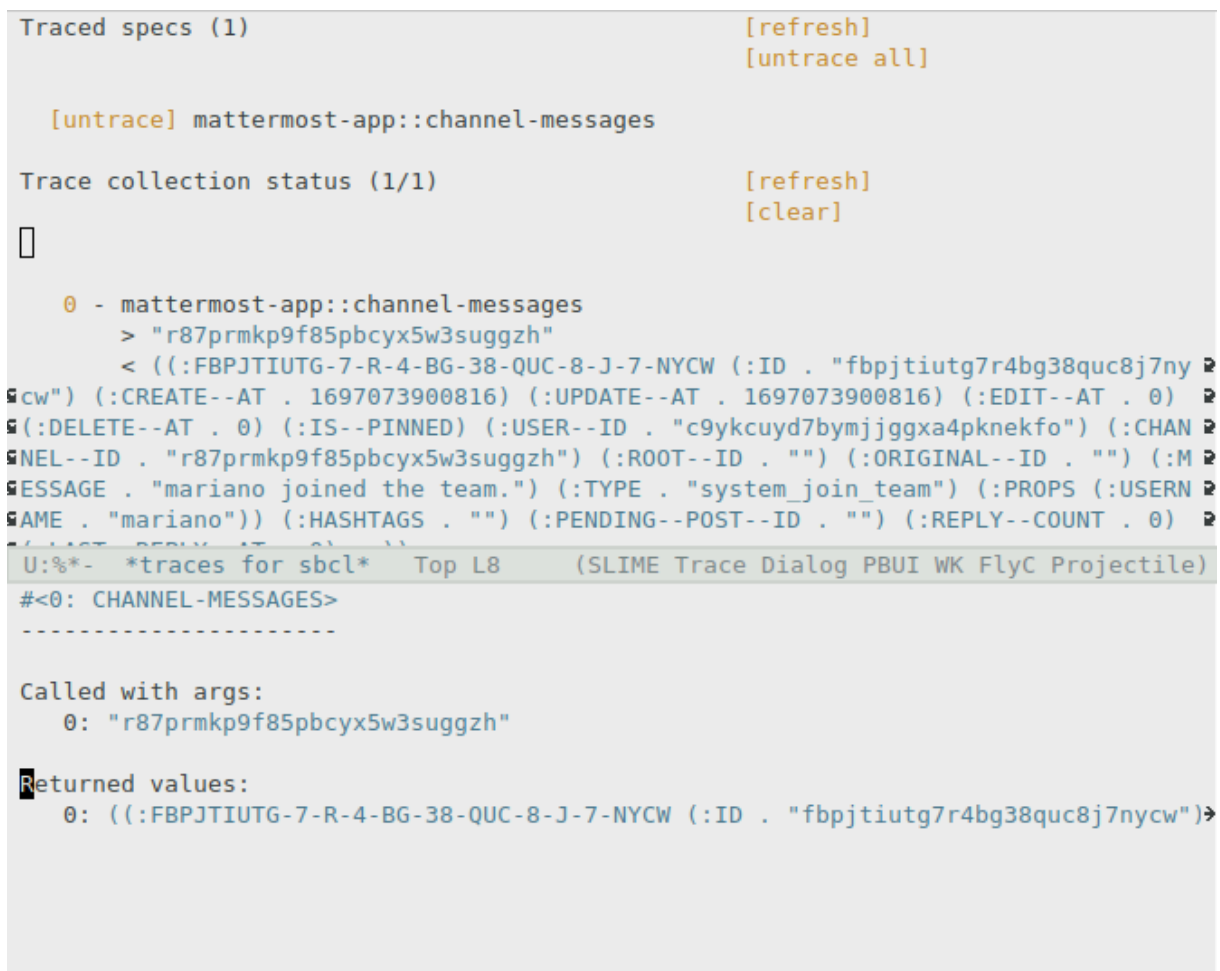 Traced specs (1) [refresh]
[untrace all]
[untrace] mattermost-app::channel-messages
Trace collection status (1/1) [refresh]
[clear]
0 - mattermost-app::channel-messages
> "r87prmkp9f85pbcyx5w3suggzh"
< ((:FBPJTIUTG-7-R-4-BG-38-QUC-8-J-7-NYCW (:ID . "fbpjtiutg7r4bg38quc8j7ny
cw") (:CREATE--AT . 1697073900816) (:UPDATE--AT . 1697073900816) (:EDIT--AT . 0)
(:DELETE--AT . 0) (:IS--PINNED) (:USER--ID . "c9ykcuyd7bymjjggxa4pknekfo") (:CHAN
NEL--ID . "r87prmkp9f85pbcyx5w3suggzh") (:ROOT--ID . "") (:ORIGINAL--ID . "") (:M
ESSAGE . "mariano joined the team.") (:TYPE . "system_join_team") (:PROPS (:USERN
AME . "mariano")) (:HASHTAGS . "") (:PENDING--POST--ID . "") (:REPLY--COUNT . 0)
U:%*- *traces for sbcl* Top L8 (SLIME Trace Dialog PBUI WK FlyC Projectile)
#<0: CHANNEL-MESSAGES>
----------------------
Called with args:
0: "r87prmkp9f85pbcyx5w3suggzh"
Returned values:
0: ((:FBPJTIUTG-7-R-4-BG-38-QUC-8-J-7-NYCW (:ID . "fbpjtiutg7r4bg38quc8j7nycw")